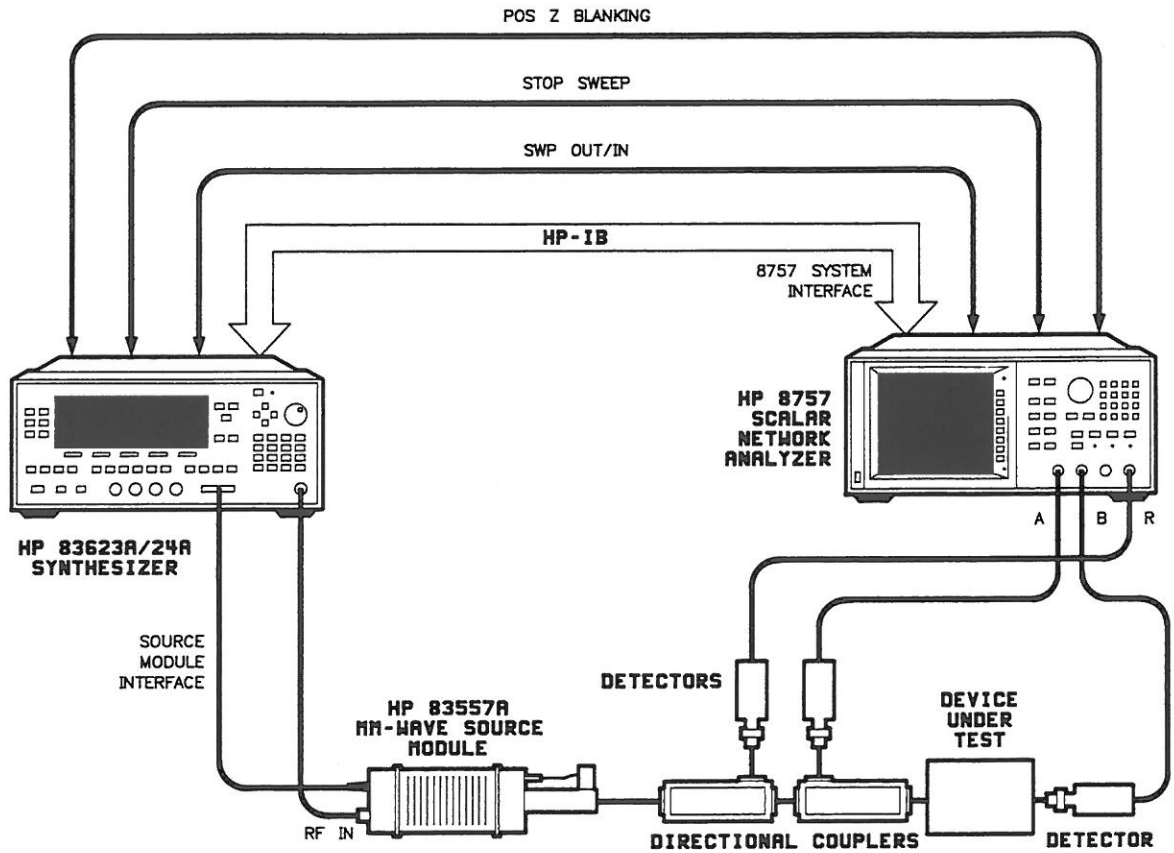 POS Z BLANKING
STOP SWEEP
SWP OUT/IN
HP-IB
8757 SYSTEM
INTERFACE
HP 8757
SCALAR
NETWORK
ANALYZER
A
B
R
HP 83623A/24A
SYNTHESIZER
SOURCE
MODULE
INTERFACE
HP 83557A
MM-WAVE SOURCE
MODULE
RF IN
DETECTORS
DEVICE
UNDER
TEST
DIRECTIONAL COUPLERS
DETECTOR